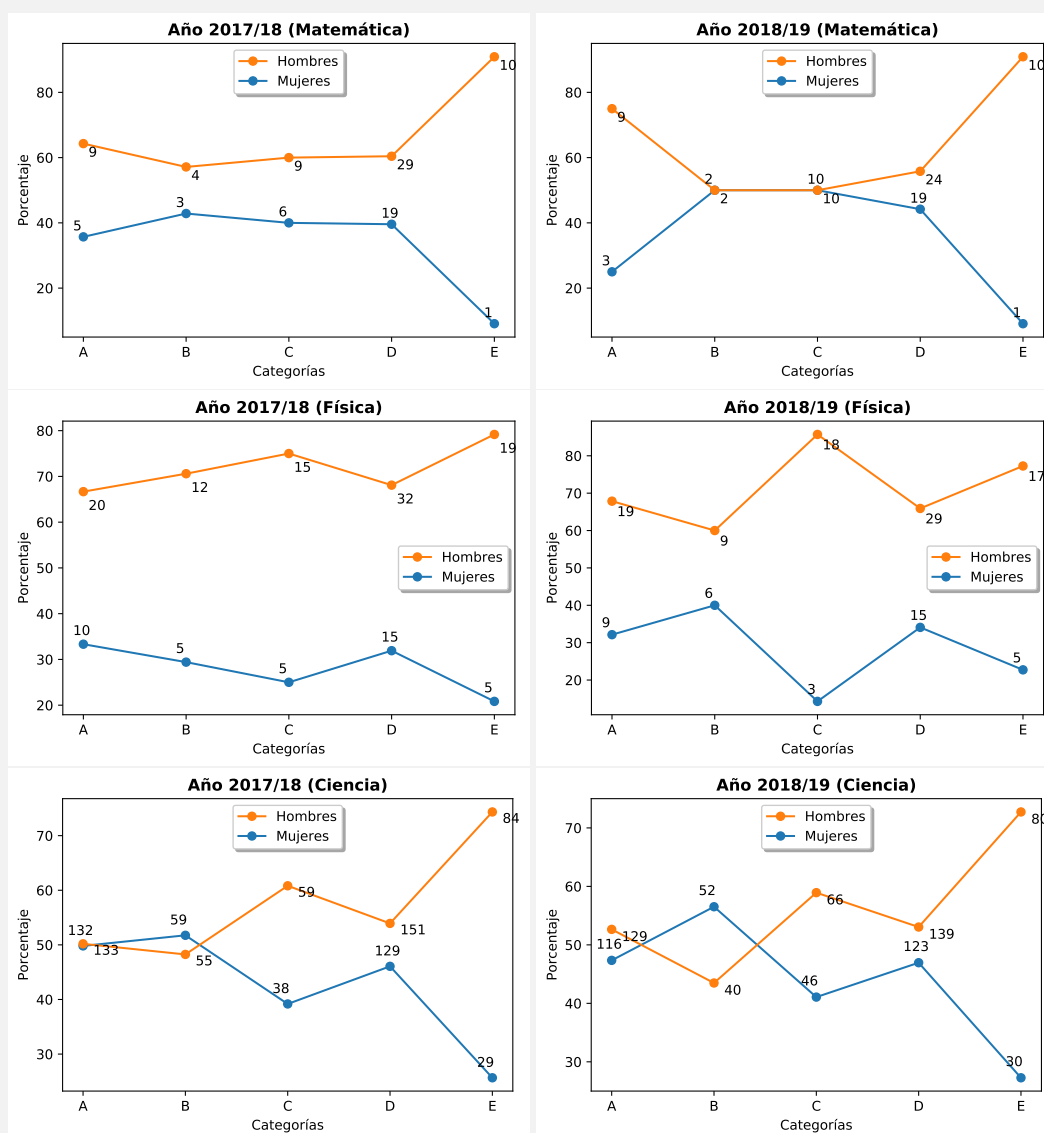 Año 2017/18 (Matemática)
Hombres
Mujeres
Porcentaje
80
60
40
20
9
4
9
29
10
5
3
6
19
1
A B C D E
Categorías
Año 2018/19 (Matemática)
Hombres
Mujeres
Porcentaje
80
60
40
20
9
2
10
24
10
3
2
10
19
1
A B C D E
Categorías
Año 2017/18 (Física)
Hombres
Mujeres
Porcentaje
80
70
60
50
40
30
20
20
12
15
32
19
10
5
5
15
5
A B C D E
Categorías
Año 2018/19 (Física)
Hombres
Mujeres
Porcentaje
80
70
60
50
40
30
20
19
9
18
29
17
9
6
3
15
5
A B C D E
Categorías
Año 2017/18 (Ciencia)
Hombres
Mujeres
Porcentaje
70
60
50
40
30
133
55
59
151
84
132
59
38
129
29
A B C D E
Categorías
Año 2018/19 (Ciencia)
Hombres
Mujeres
Porcentaje
70
60
50
40
30
129
40
66
139
80
116
52
46
123
30
A B C D E
Categorías